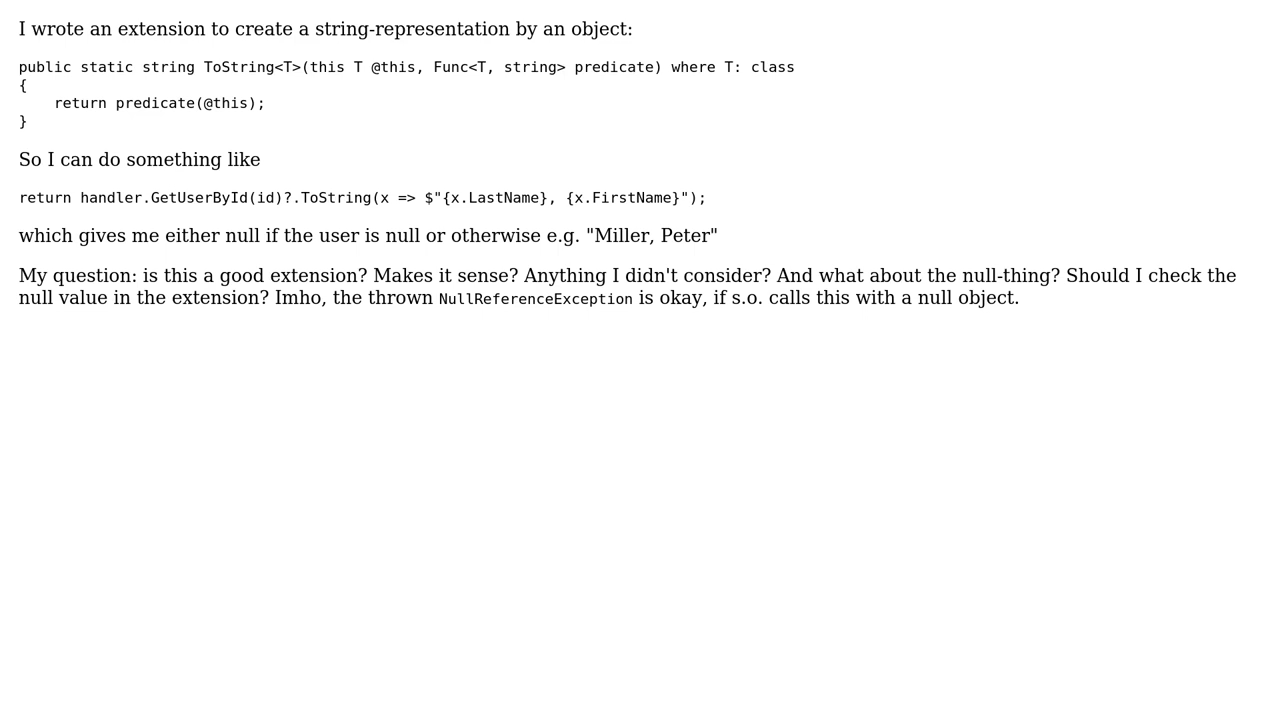 I wrote an extension to create a string-representation by an object:
public static string ToString<T>(this T @this, Func<T, string> predicate) where T: class
{
    return predicate(@this);
}
So I can do something like
return handler.GetUserById(id)?.ToString(x => $"{x.LastName}, {x.FirstName}");
which gives me either null if the user is null or otherwise e.g. "Miller, Peter"
My question: is this a good extension? Makes it sense? Anything I didn't consider? And what about the null-thing? Should I check the
null value in the extension? Imho, the thrown NullReferenceException is okay, if s.o. calls this with a null object.